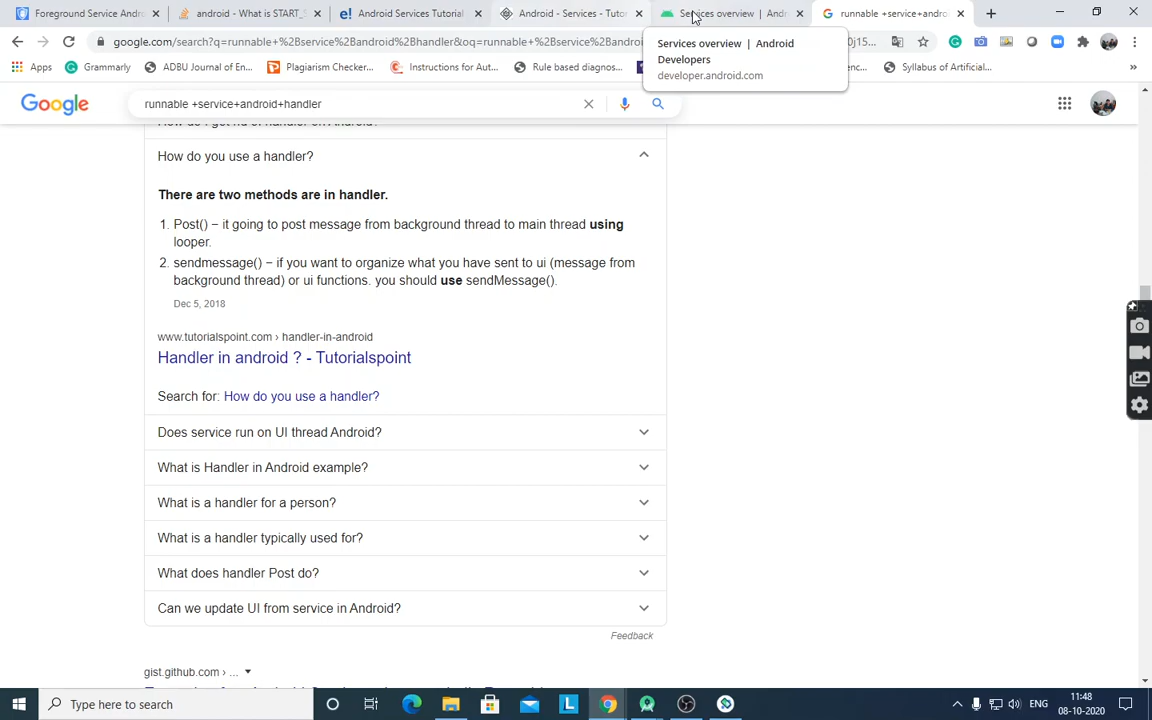 Foreground Service Andr
android - What is START_S
Android Services Tutorial
Android - Services - Tutor
Services overview | Andr
runnable +service+androi
google.com/search?q=runnable+%2Bservice%2Bandroid%2Bhandler&oq=runnable+%2Bservice%2Bandroi
0j15...
Services overview | Android
Developers
developer.android.com
Apps
Grammarly
ADBU Journal of En...
Plagiarism Checker...
Instructions for Aut...
Rule based diagnos...
ence,...
Syllabus of Artificial...
Google
runnable +service+android+handler
How do you use a handler?
There are two methods are in handler.
1. Post() – it going to post message from background thread to main thread using
looper.
2. sendmessage() – if you want to organize what you have sent to ui (message from
background thread) or ui functions. you should use sendMessage().
Dec 5, 2018
www.tutorialspoint.com › handler-in-android
Handler in android ? - Tutorialspoint
Search for: How do you use a handler?
Does service run on UI thread Android?
What is Handler in Android example?
What is a handler for a person?
What is a handler typically used for?
What does handler Post do?
Can we update UI from service in Android?
Feedback
gist.github.com › ...
Type here to search
ENG
11:48
08-10-2020